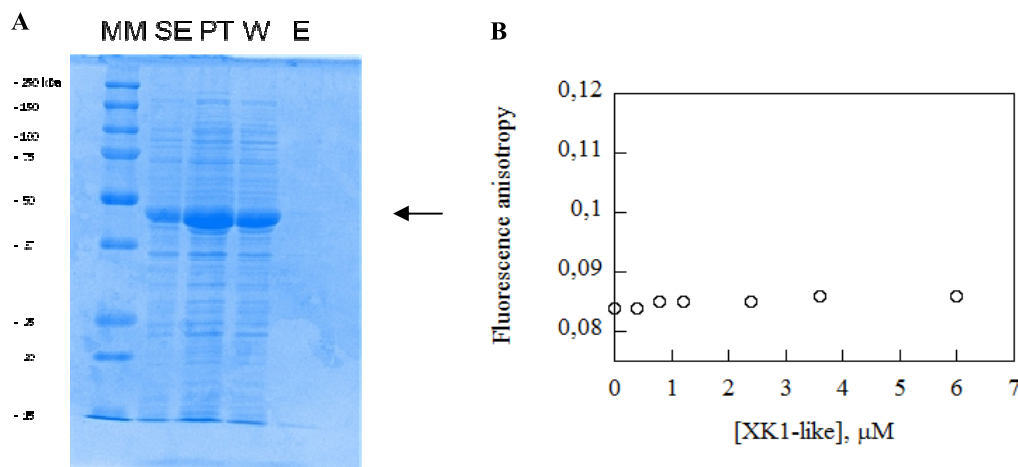 A
MM SE PT W E
- 250 kDa
- 150
- 100
- 75
- 50
- 25
- 20
- 15
B
Fluorescence anisotropy
0,12
0,11
0,1
0,09
0,08
0 1 2 3 4 5 6 7
[XK1-like], µM